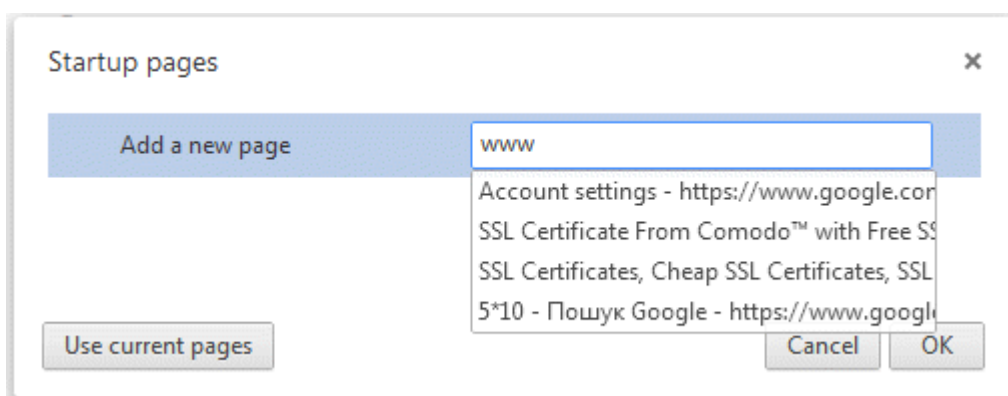 Startup pages
Add a new page
www
Account settings - https://www.google.com
SSL Certificate From Comodo™ with Free SS
SSL Certificates, Cheap SSL Certificates, SSL
5*10 - Пошук Google - https://www.googl
Use current pages
Cancel
OK